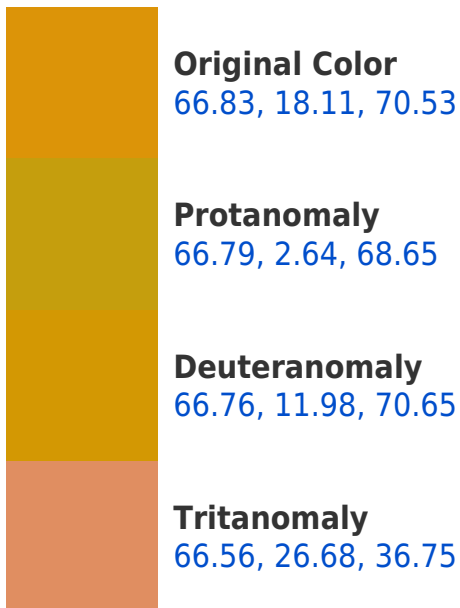 Original Color
66.83, 18.11, 70.53
Protanomaly
66.79, 2.64, 68.65
Deuteranomaly
66.76, 11.98, 70.65
Tritanomaly
66.56, 26.68, 36.75